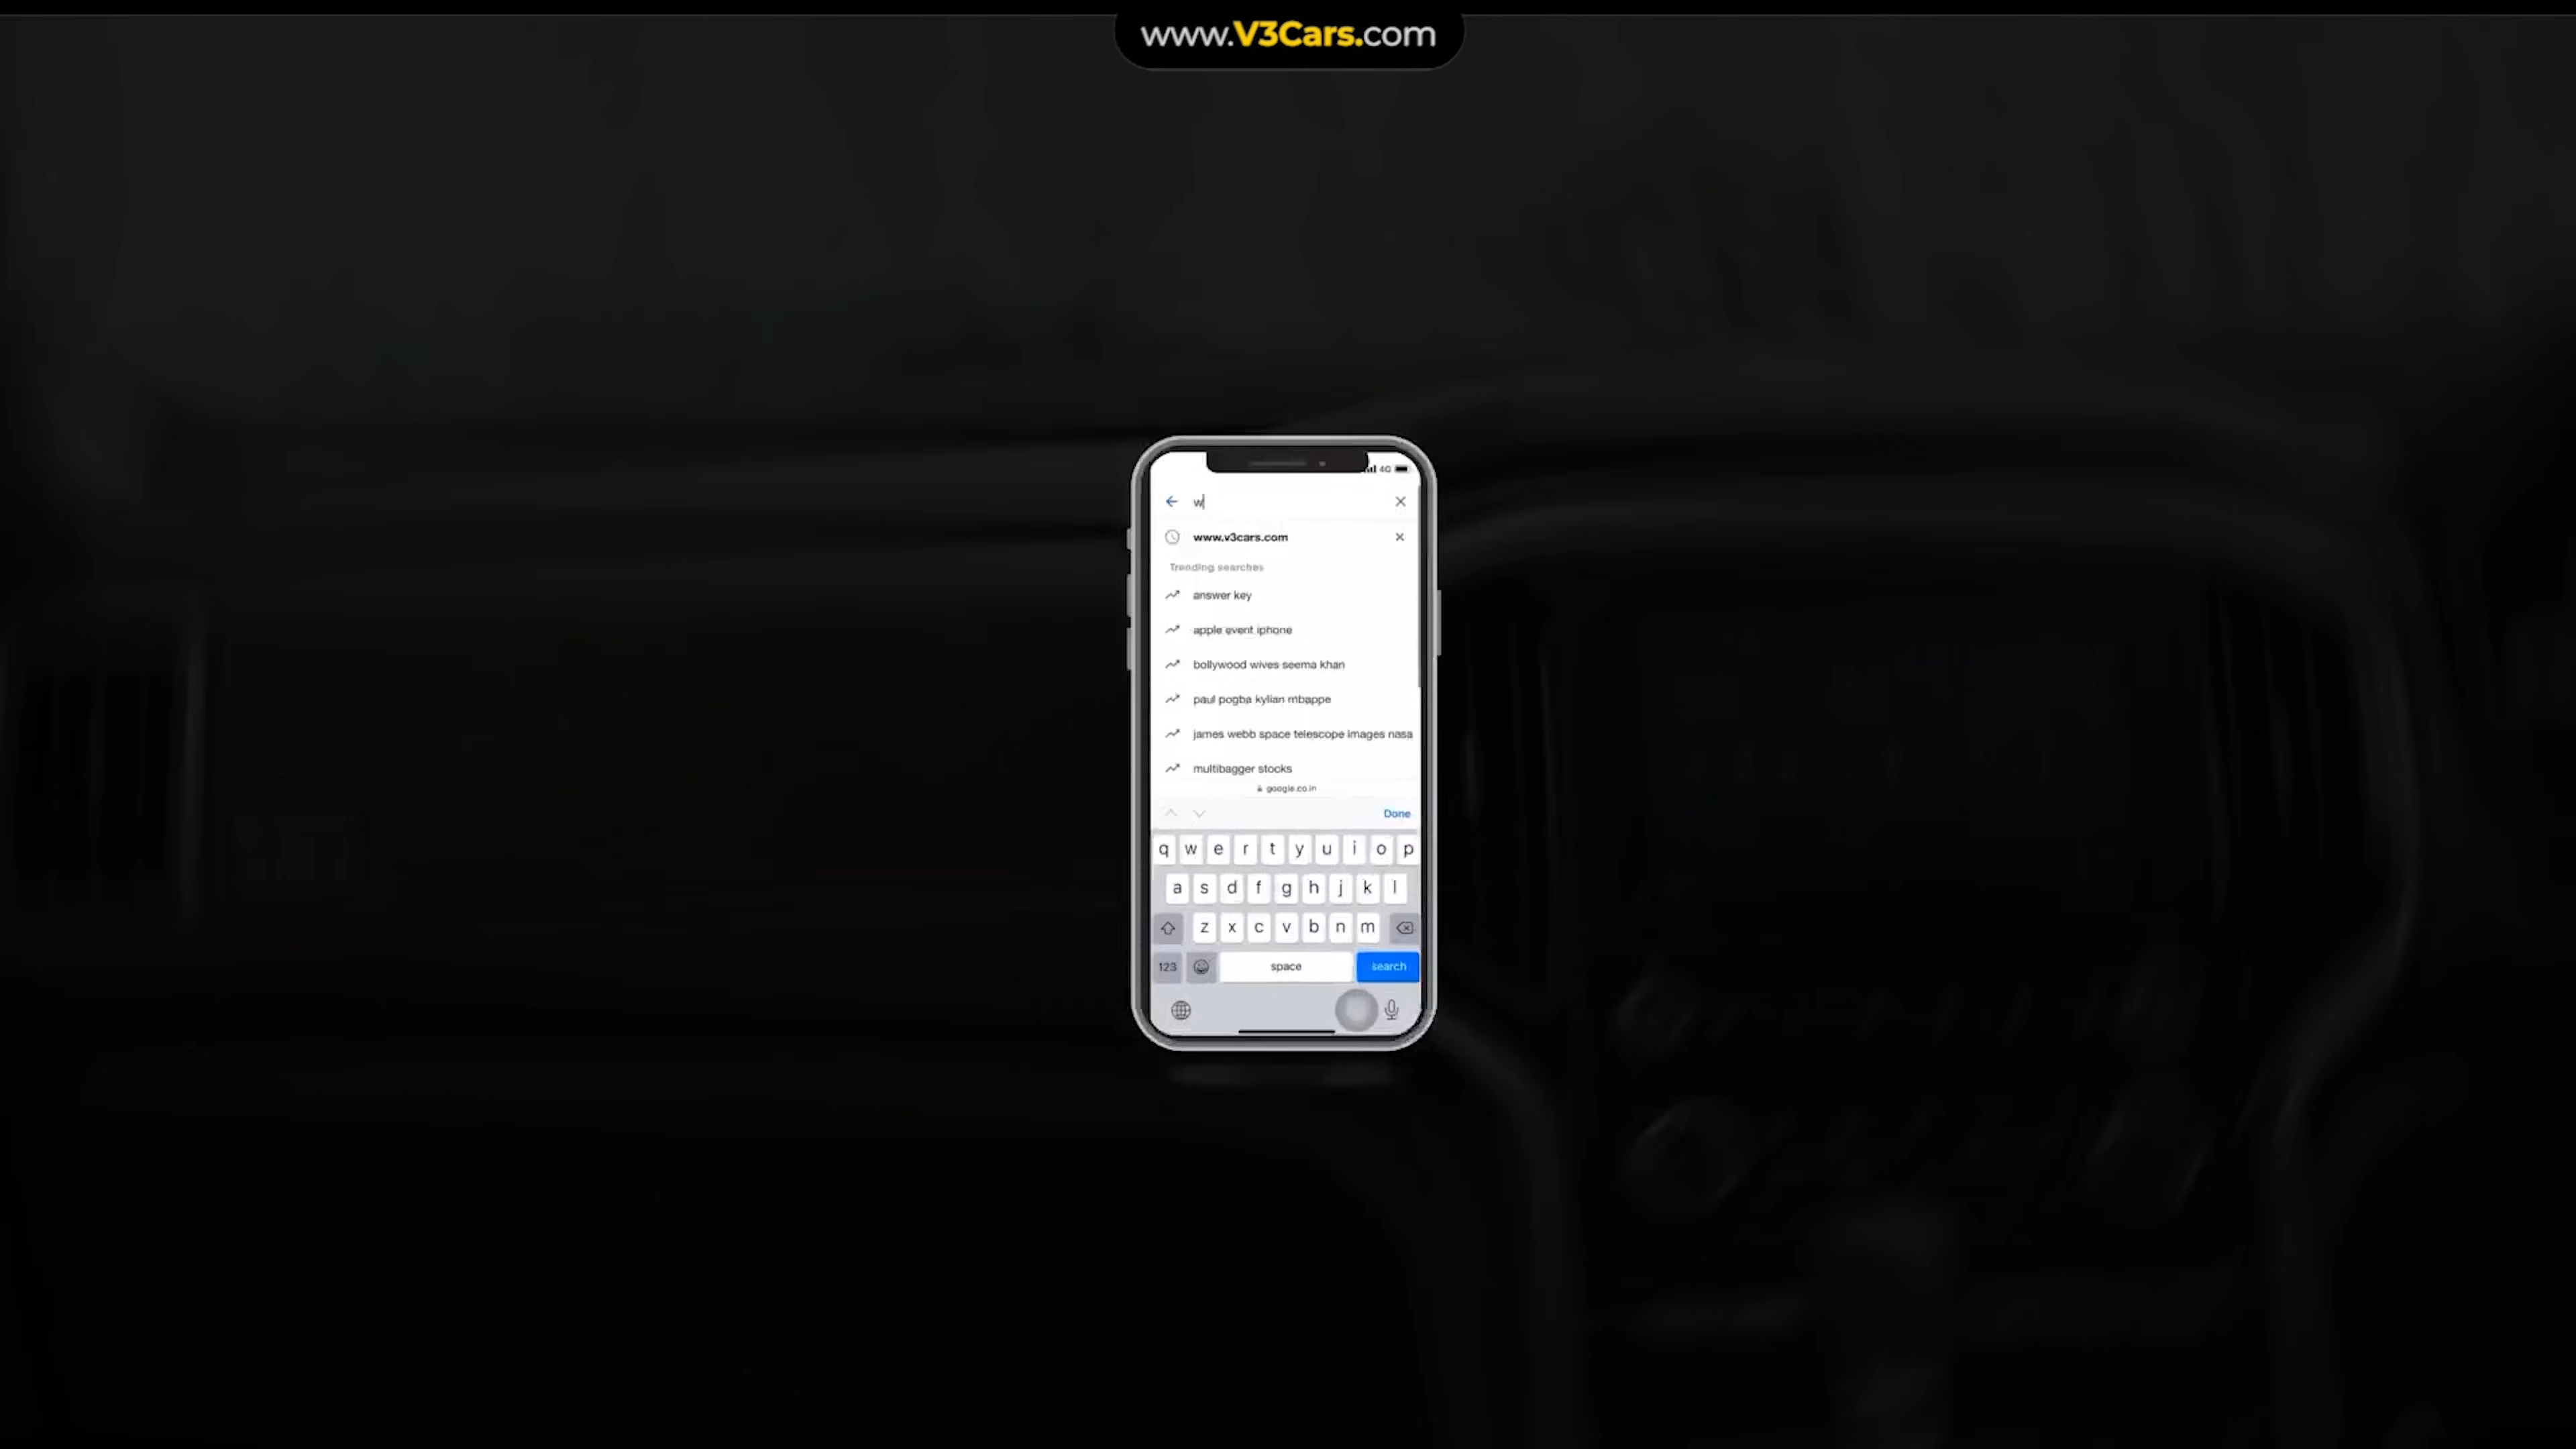 www.V3Cars.com
4G
w
www.v3cars.com
Trending searches
answer key
apple event iphone
bollywood wives seema khan
paul pogba kylian mbappe
james webb space telescope images nasa
multibagger stocks
google.co.in
Done
q w e r t y u i o p
a s d f g h j k l
z x c v b n m
123 space search